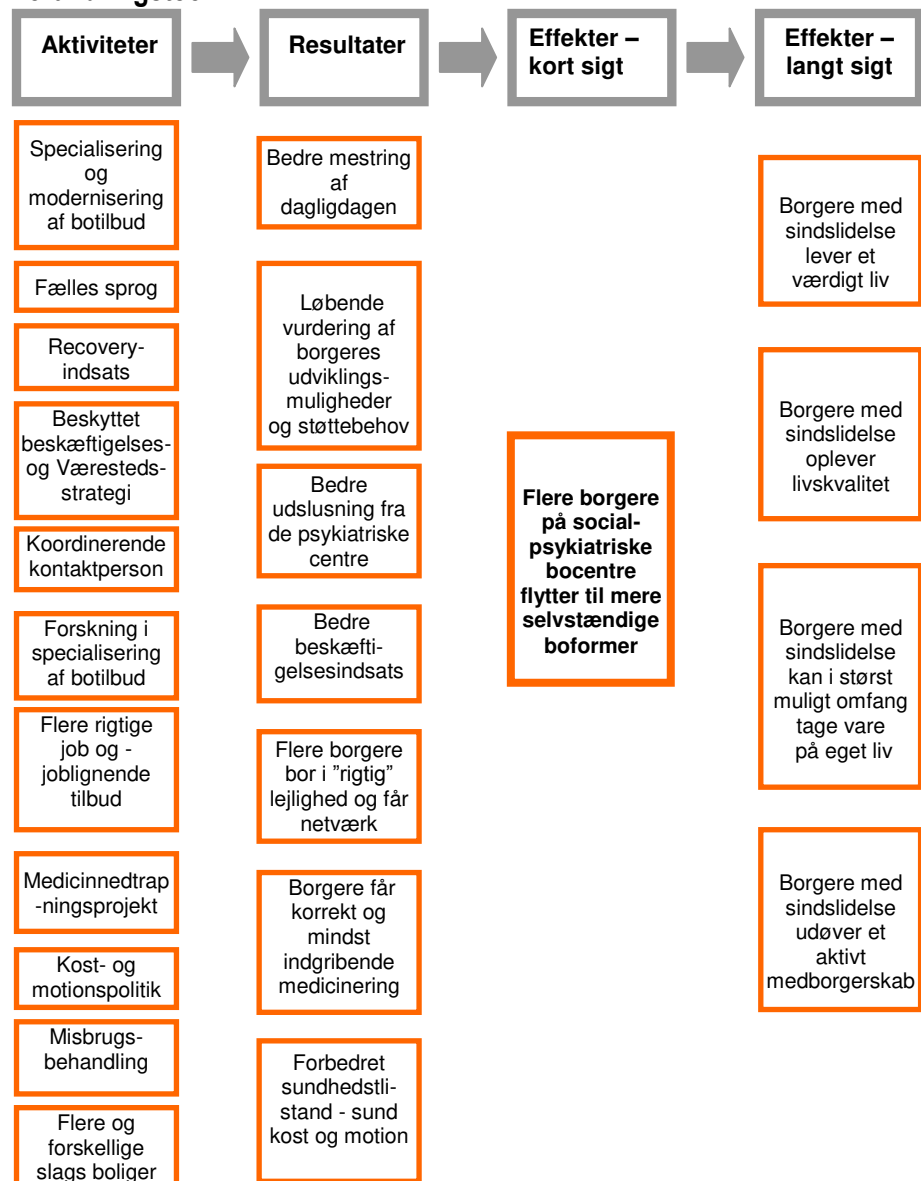 Aktiviteter
Resultater
Effekter –
kort sigt
Effekter –
langt sigt
Specialisering
og
modernisering
af botilbud
Fælles sprog
Recovery-
indsats
Beskyttet
beskæftigelses-
og Væresteds-
strategi
Koordinerende
kontaktperson
Forskning i
specialisering
af botilbud
Flere rigtige
job og -
joblignende
tilbud
Medicinnedtrap
-ningsprojekt
Kost- og
motionspolitik
Misbrugs-
behandling
Flere og
forskellige
slags boliger
Bedre mestring
af
dagligdagen
Løbende
vurdering af
borgeres
udviklings-
muligheder
og støttebehov
Bedre
udslusning fra
de psykiatriske
centre
Bedre
beskæfti-
gelsesindsats
Flere borgere
bor i ”rigtig”
lejlighed og får
netværk
Borgere får
korrekt og
mindst
indgribende
medicinering
Forbedret
sundhedstli-
stand - sund
kost og motion
Flere borgere
på social-
psykiatriske
bocentre
flytter til mere
selvstændige
boformer
Borgere med
sindslidelse
lever et
værdigt liv
Borgere med
sindslidelse
oplever
livskvalitet
Borgere med
sindslidelse
kan i størst
muligt omfang
tage vare
på eget liv
Borgere med
sindslidelse
udøver et
aktivt
medborgerskab